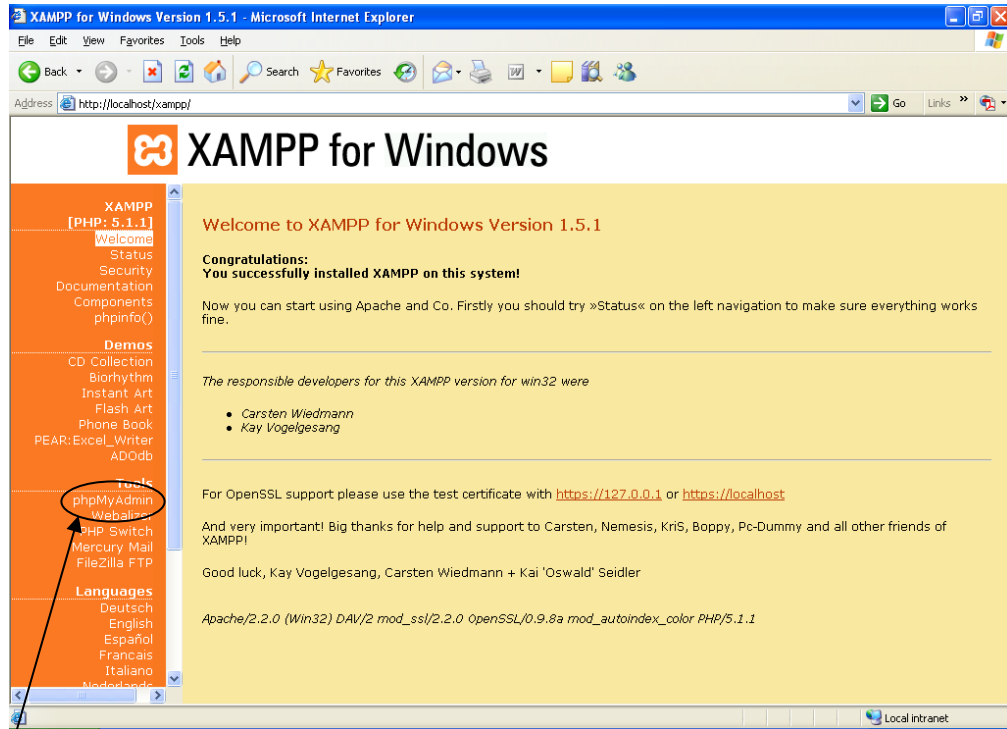 XAMPP for Windows Version 1.5.1 - Microsoft Internet Explorer
File Edit View Favorites Tools Help
Back Search Favorites
Address http://localhost/xampp/ Go Links »
XAMPP for Windows
XAMPP
[PHP: 5.1.1]
Welcome
Status
Security
Documentation
Components
phpinfo()
Demos
CD Collection
Biorhythm
Instant Art
Flash Art
Phone Book
PEAR:Excel_Writer
ADOdb
Tools
phpMyAdmin
Webalizer
PHP Switch
Mercury Mail
FileZilla FTP
Languages
Deutsch
English
Español
Francais
Italiano
Nederlands
Welcome to XAMPP for Windows Version 1.5.1
Congratulations:
You successfully installed XAMPP on this system!
Now you can start using Apache and Co. Firstly you should try »Status« on the left navigation to make sure everything works
fine.
The responsible developers for this XAMPP version for win32 were
• Carsten Wiedmann
• Kay Vogelgesang
For OpenSSL support please use the test certificate with https://127.0.0.1 or https://localhost
And very important! Big thanks for help and support to Carsten, Nemesis, KriS, Boppy, Pc-Dummy and all other friends of
XAMPP!
Good luck, Kay Vogelgesang, Carsten Wiedmann + Kai 'Oswald' Seidler
Apache/2.2.0 (Win32) DAV/2 mod_ssl/2.2.0 OpenSSL/0.9.8a mod_autoindex_color PHP/5.1.1
Local intranet